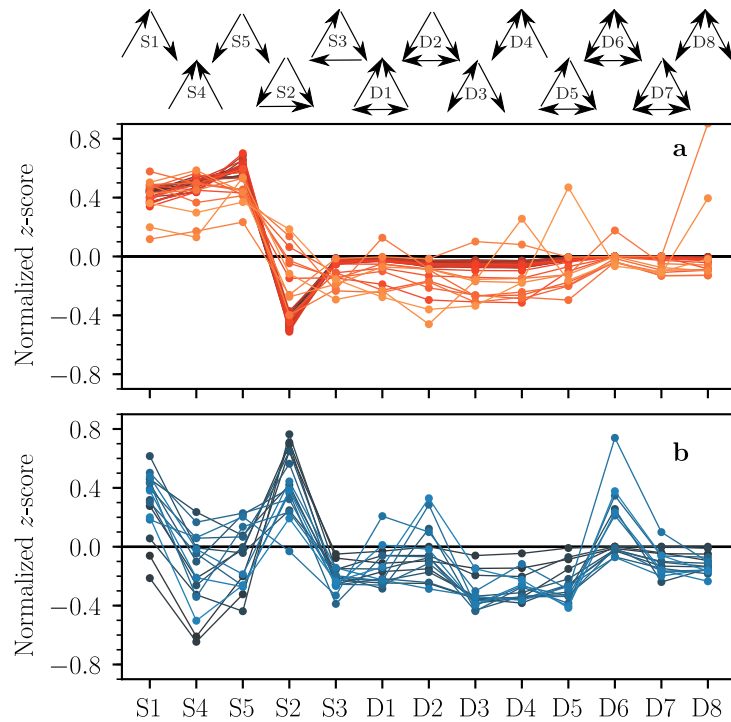 S1 S5 S3 D2 D4 D6 D8
S4 S2 D1 D3 D5 D7
a
0.8
0.4
0.0
−0.4
−0.8
Normalized z-score
b
0.8
0.4
0.0
−0.4
−0.8
Normalized z-score
S1 S4 S5 S2 S3 D1 D2 D3 D4 D5 D6 D7 D8